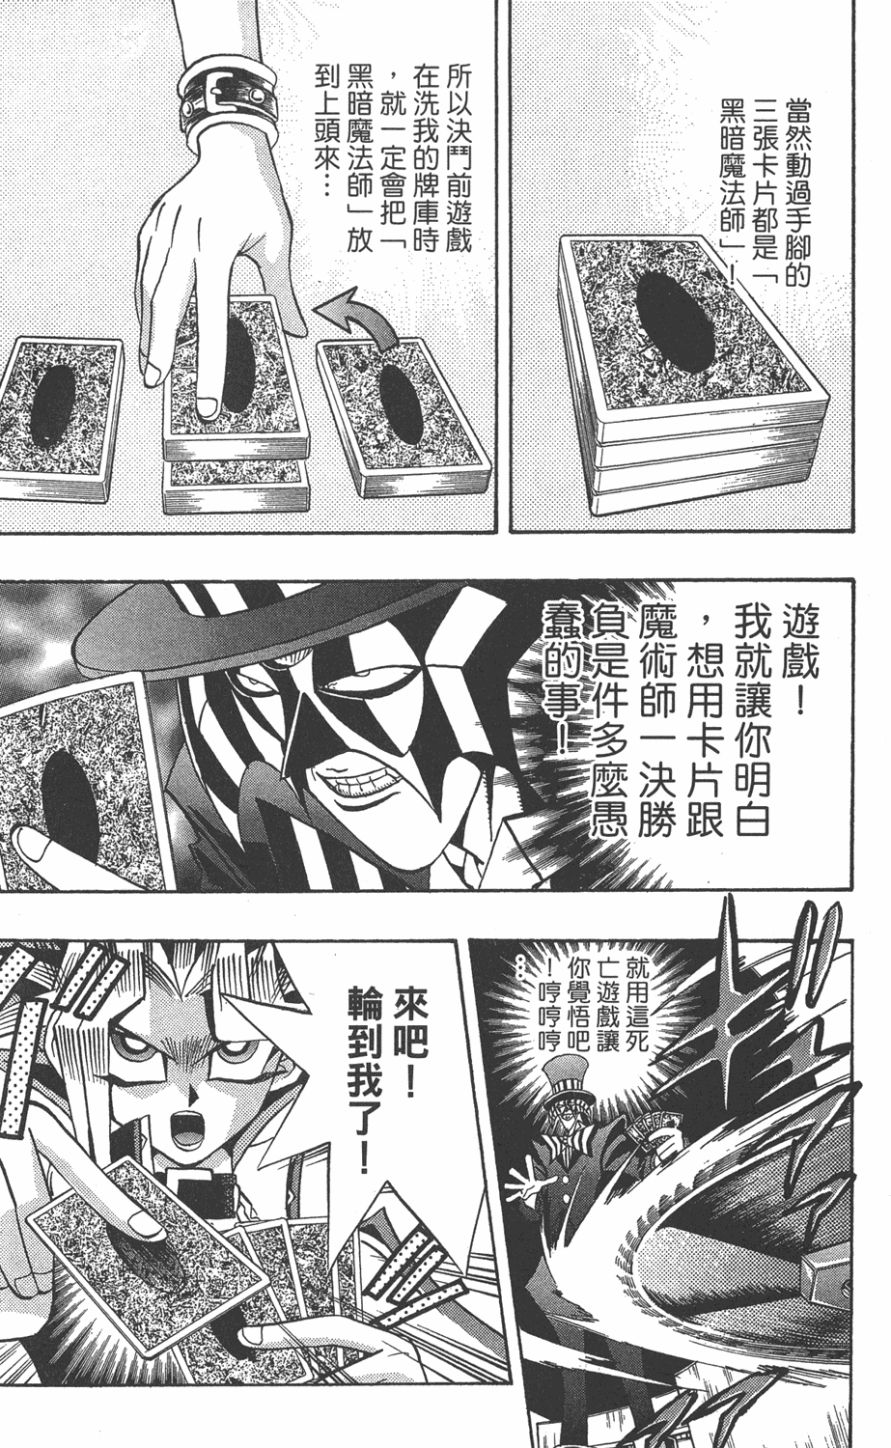 當然動過手腳的
三張卡片都是「
黑暗魔法師」！
所以決鬥前遊戲
在洗我的牌庫時
，就一定會把「
黑暗魔法師」放
到上頭來…
遊戲！
我就讓你明白
，想用卡片跟
魔術師一決勝
負是件多麼愚
蠢的事！
就用這死
亡遊戲讓
你覺悟吧
！哼哼哼
…
來吧！
輪到我了！